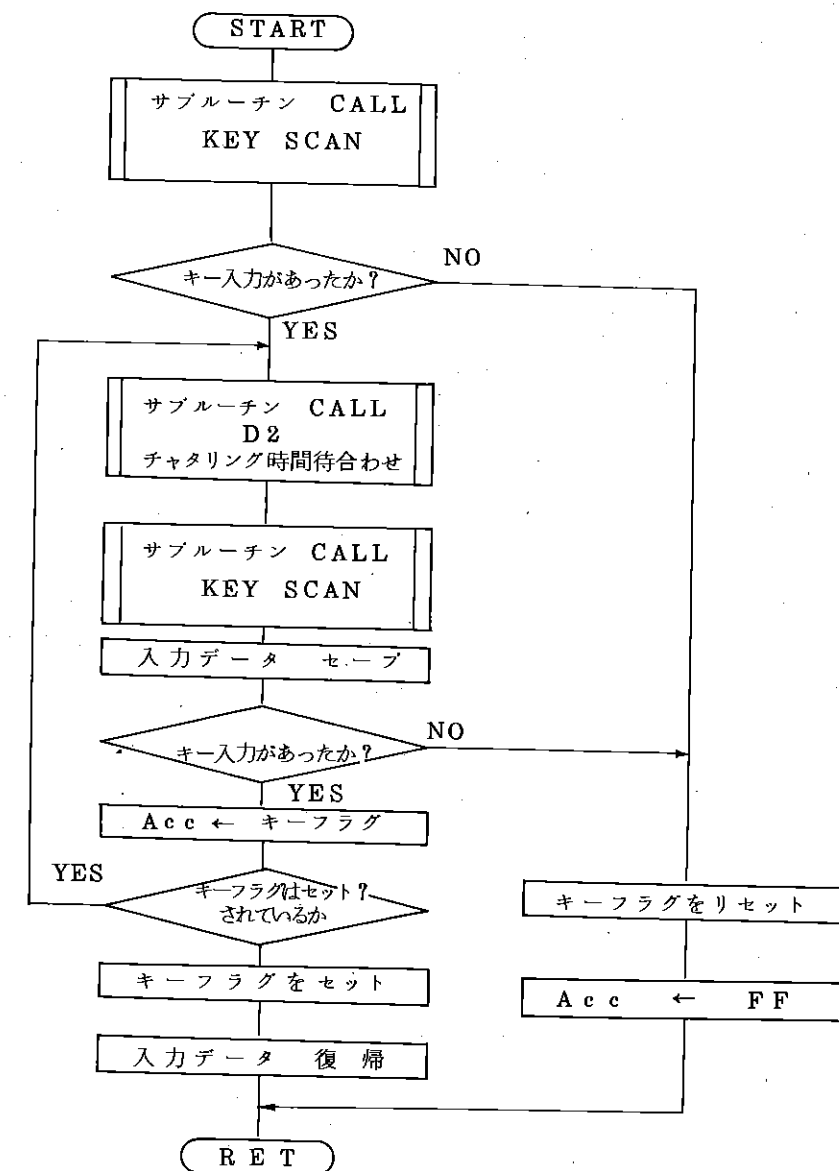 START
サブルーチン CALL
KEY SCAN
キー入力があったか?
NO
YES
サブルーチン CALL
D2
チャタリング時間待合わせ
サブルーチン CALL
KEY SCAN
入力データ セーブ
キー入力があったか?
NO
YES
Acc ← キーフラグ
YES
キーフラグはセット?
されているか
キーフラグをリセット
キーフラグをセット
Acc ← FF
入力データ 復帰
RET